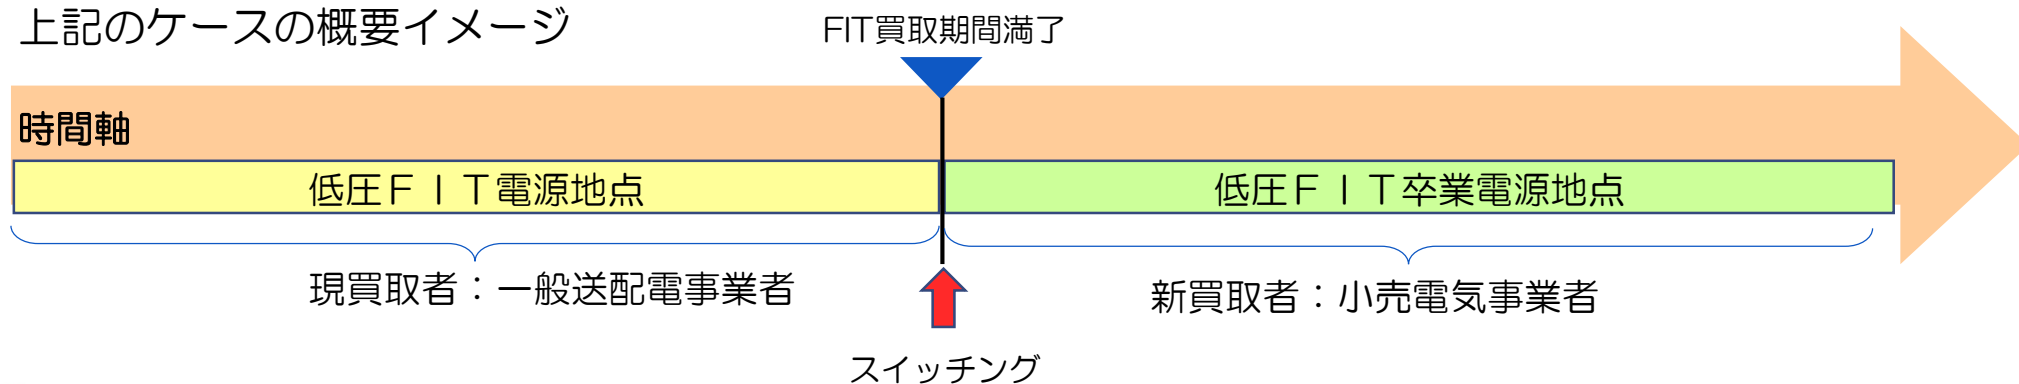 上記のケースの概要イメージ
FIT買取期間満了
時間軸
低圧ＦＩＴ電源地点
低圧ＦＩＴ卒業電源地点
現買取者：一般送配電事業者
新買取者：小売電気事業者
スイッチング